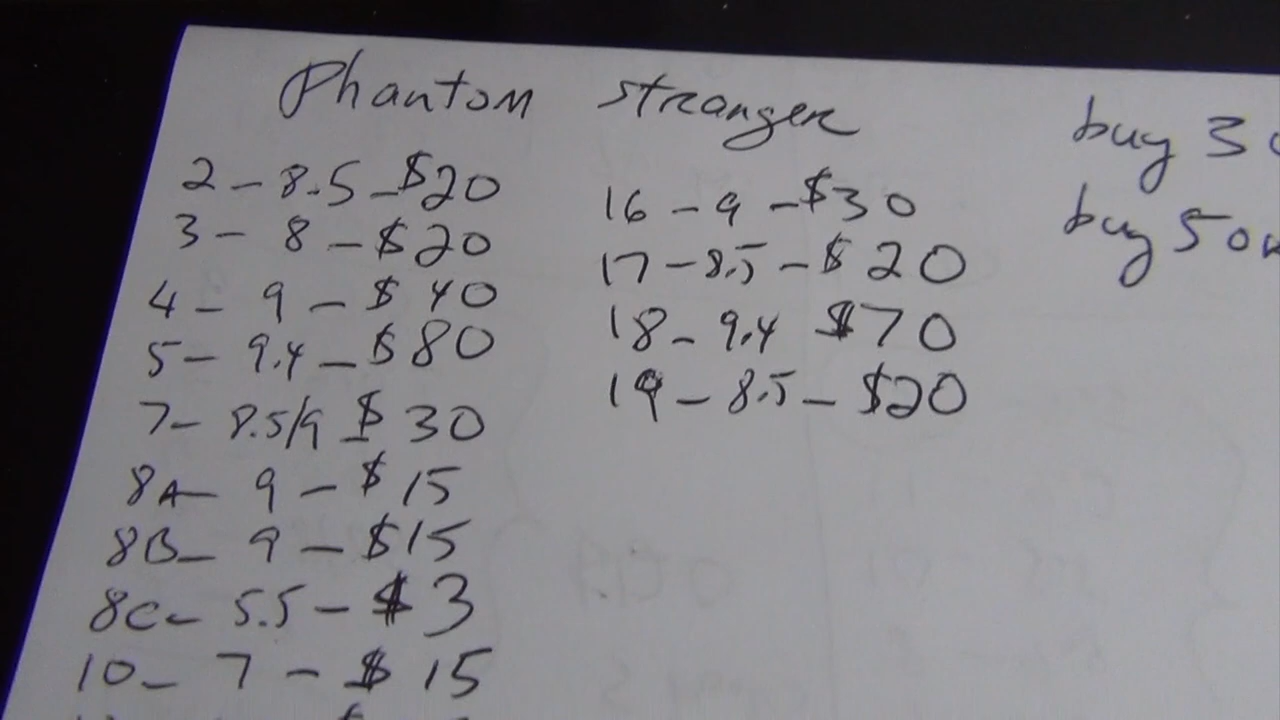 Phantom Stranger
2 - 8.5 - $20
3 - 8 - $20
4 - 9 - $40
5 - 9.4 - $80
7 - 8.5/9 $30
8A - 9 - $15
8B - 9 - $15
8C - 5.5 - $3
10 - 7 - $15
16 - 9 - $30
17 - 8.5 - $20
18 - 9.4 $70
19 - 8.5 - $20
buy 3
buy 5 or